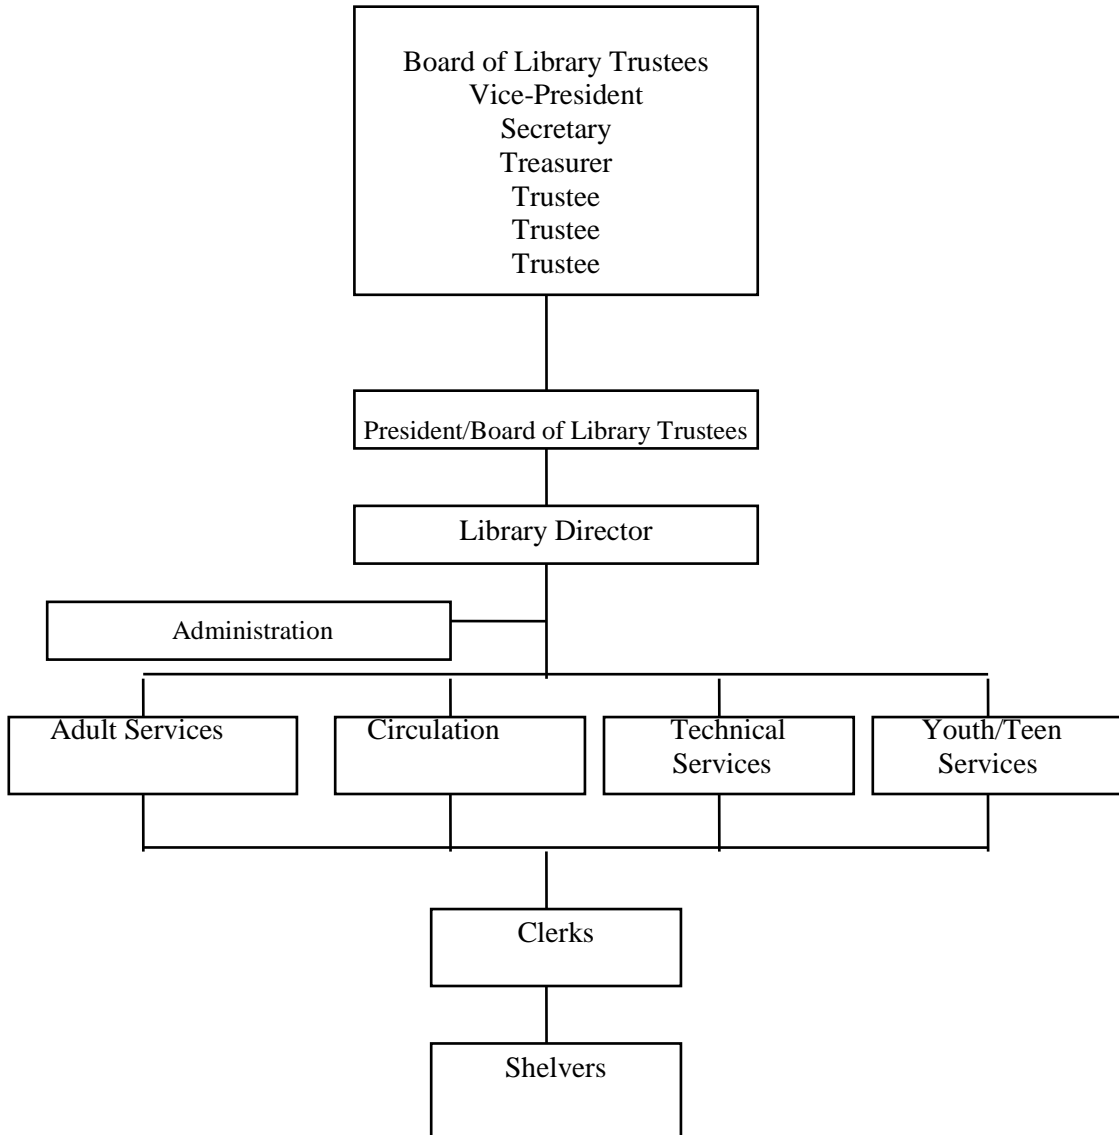 Board of Library Trustees
Vice-President
Secretary
Treasurer
Trustee
Trustee
Trustee
President/Board of Library Trustees
Library Director
Administration
Adult Services
Circulation
Technical
Services
Youth/Teen
Services
Clerks
Shelvers